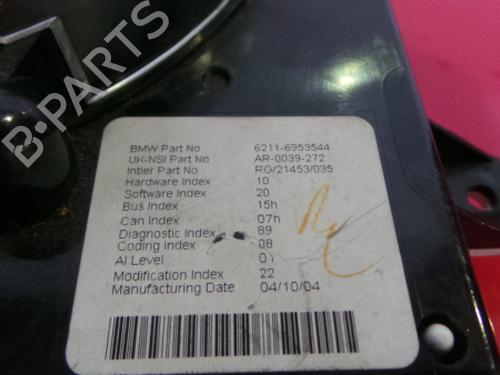 B-PARTS
BMW Part No 6211-6953544
UK-NSI Part No AR-0039-272
Intier Part No RG/21453/035
Hardware Index 10
Software Index 20
Bus Index 15h
Can Index 07h
Diagnostic Index 89
Coding Index 08
AI Level 01
Modification Index 22
Manufacturing Date 04/10/04